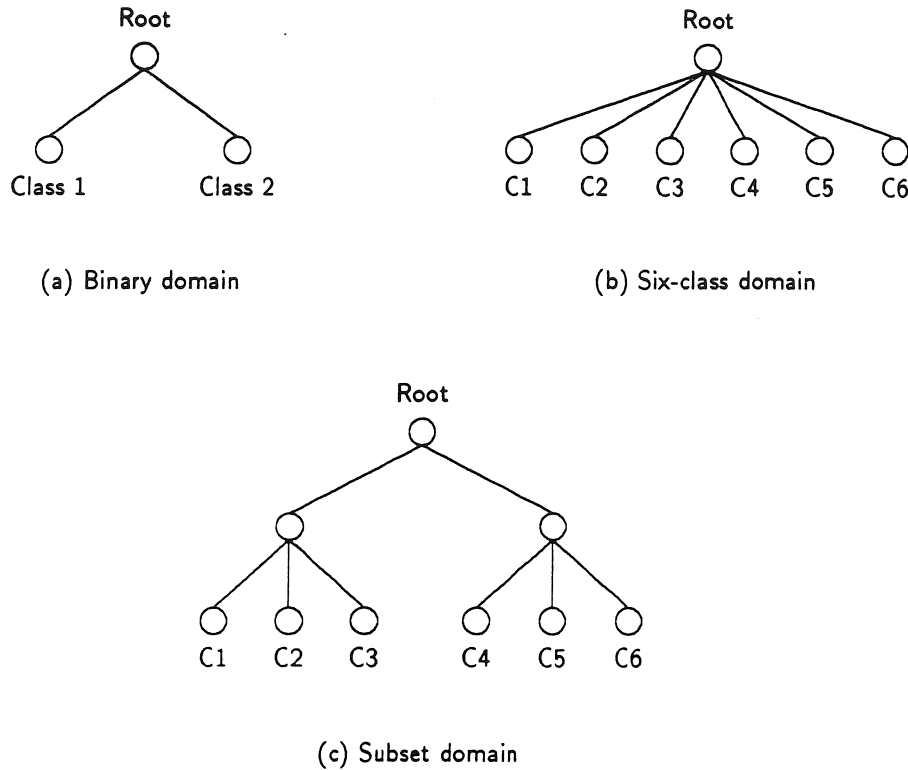 Root
Class 1 Class 2
(a) Binary domain
Root
C1 C2 C3 C4 C5 C6
(b) Six-class domain
Root
C1 C2 C3 C4 C5 C6
(c) Subset domain